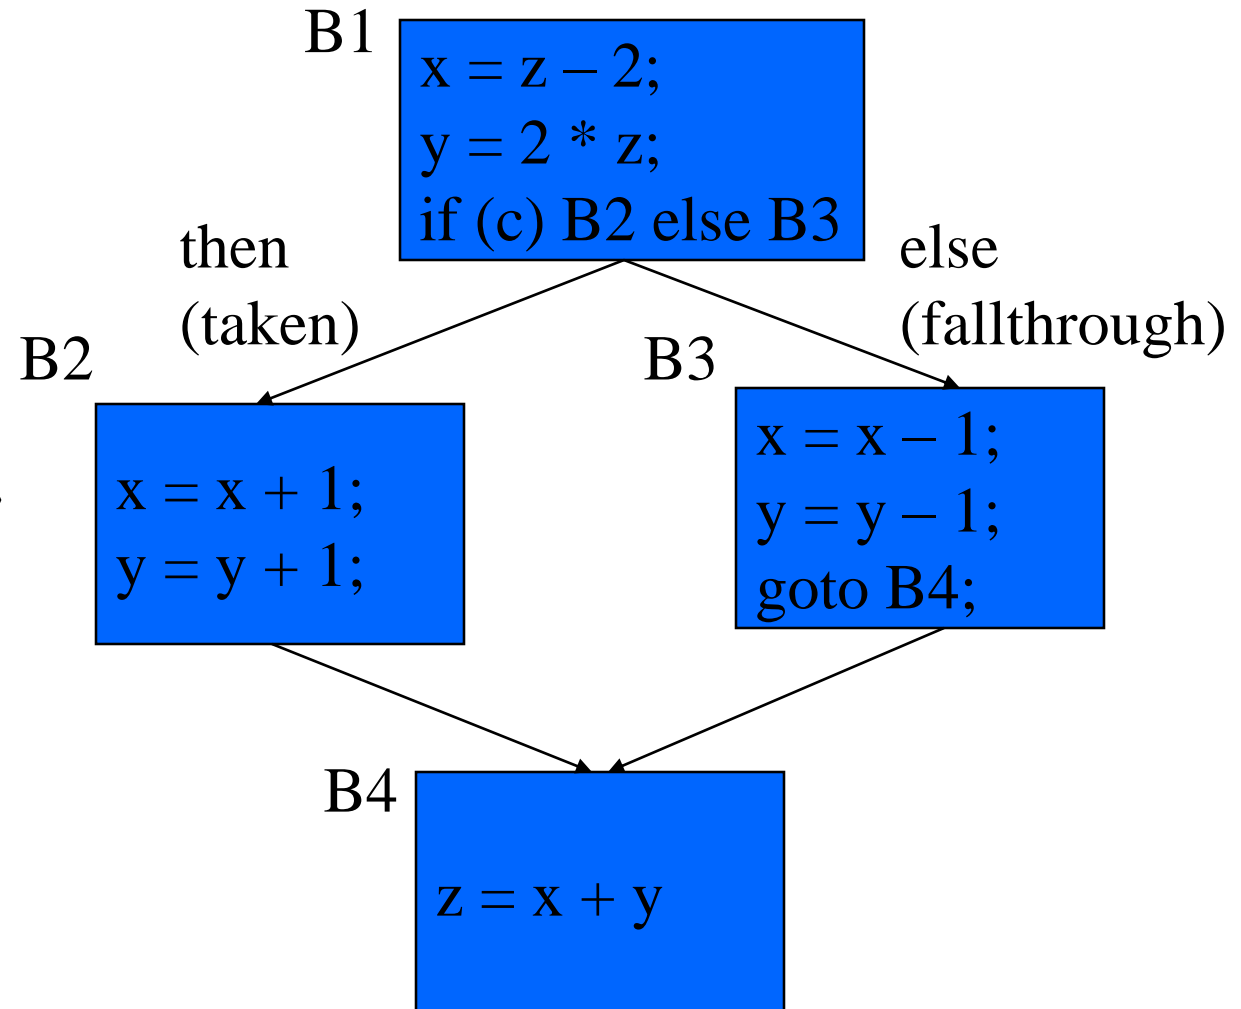 B1
x = z – 2;
y = 2 * z;
if (c) B2 else B3
then
(taken)
else
(fallthrough)
B2
x = x + 1;
y = y + 1;
B3
x = x – 1;
y = y – 1;
goto B4;
B4
z = x + y